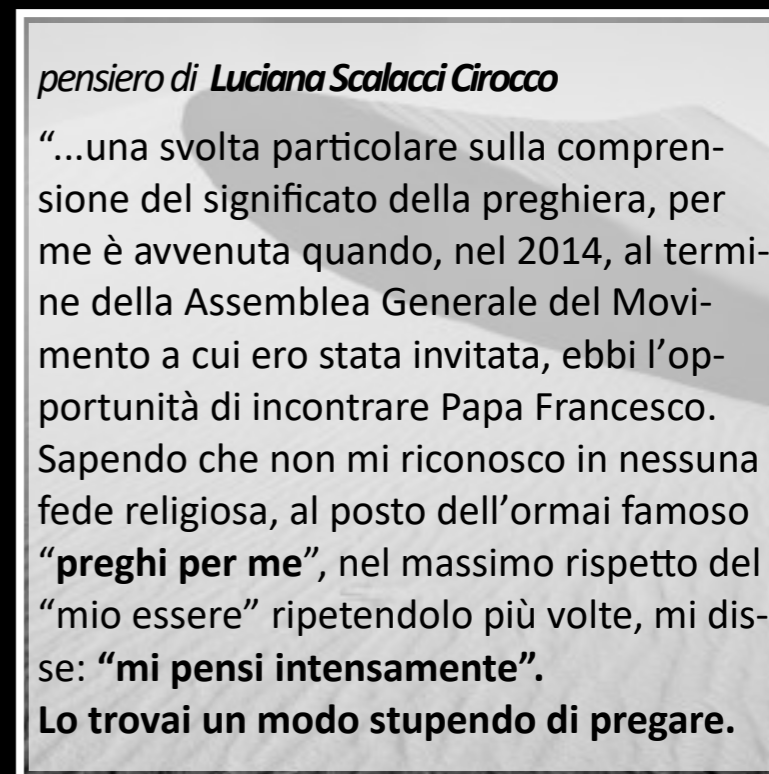 pensiero di Luciana Scalacci Cirocco
“...una svolta particolare sulla compren-
sione del significato della preghiera, per
me è avvenuta quando, nel 2014, al termi-
ne della Assemblea Generale del Movi-
mento a cui ero stata invitata, ebbi l’op-
portunità di incontrare Papa Francesco.
Sapendo che non mi riconosco in nessuna
fede religiosa, al posto dell’ormai famoso
“preghi per me”, nel massimo rispetto del
“mio essere” ripetendolo più volte, mi dis-
se: “mi pensi intensamente”.
Lo trovai un modo stupendo di pregare.